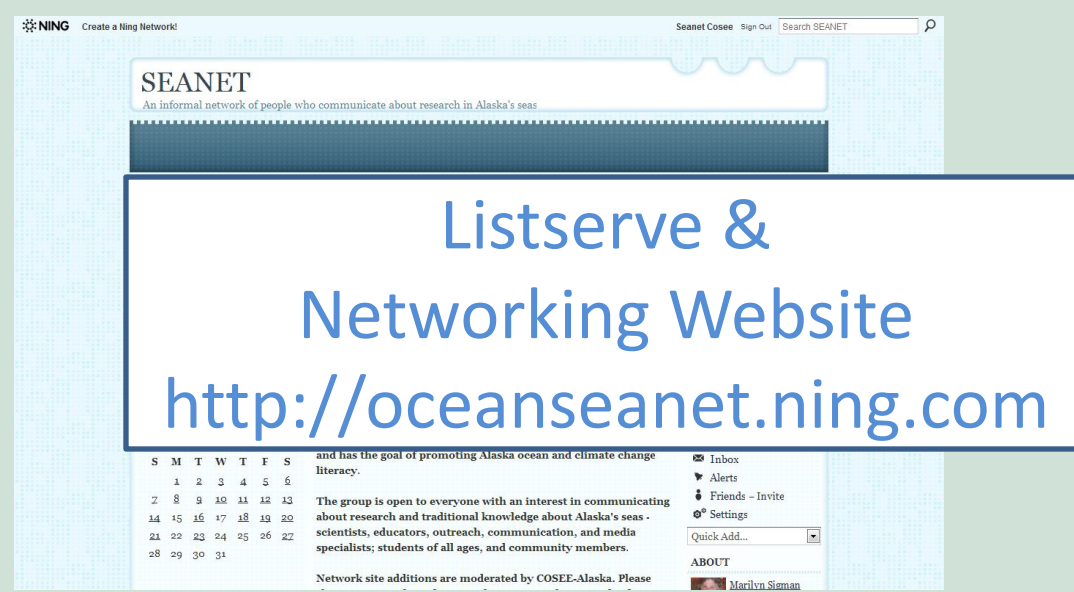 NING Create a Ning Network! Seanet Cosee Sign Out Search SEANET
SEANET
An informal network of people who communicate about research in Alaska's seas
Listserve &
Networking Website
http://oceanseanet.ning.com
S M T W T F S
1 2 3 4 5 6
7 8 9 10 11 12 13
14 15 16 17 18 19 20
21 22 23 24 25 26 27
28 29 30 31
and has the goal of promoting Alaska ocean and climate change
literacy.
The group is open to everyone with an interest in communicating
about research and traditional knowledge about Alaska's seas -
scientists, educators, outreach, communication, and media
specialists; students of all ages, and community members.
Network site additions are moderated by COSEE-Alaska. Please
Inbox
Alerts
Friends – Invite
Settings
Quick Add...
ABOUT
Marilyn Sigman